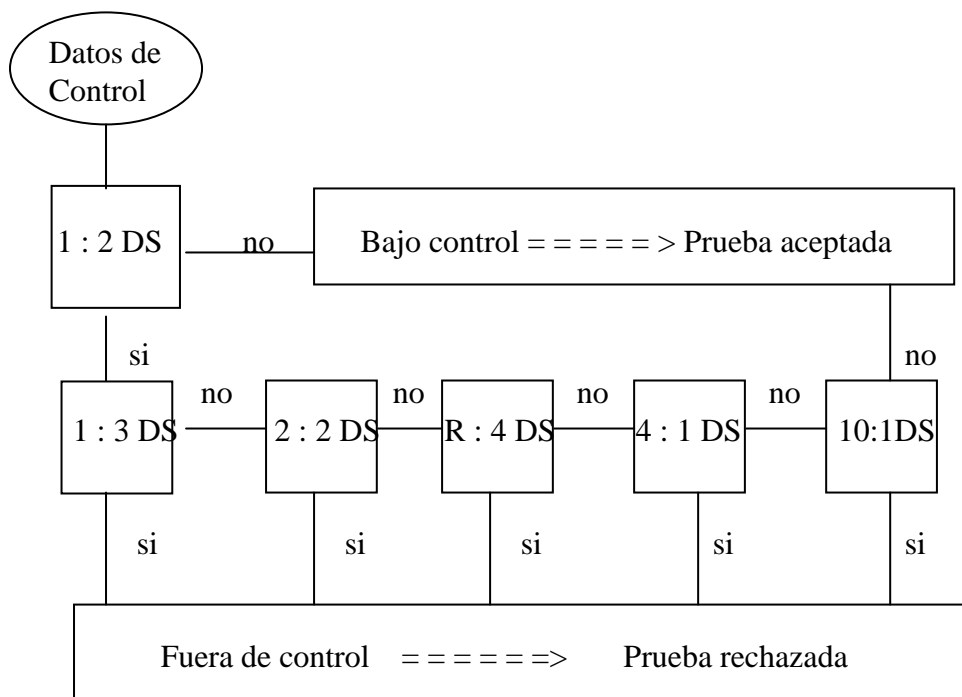 Datos de
Control
1 : 2 DS
no
Bajo control = = = = = > Prueba aceptada
si
no
no
no
no
no
1 : 3 DS
2 : 2 DS
R : 4 DS
4 : 1 DS
10:1DS
si
si
si
si
si
Fuera de control = = = = = => Prueba rechazada